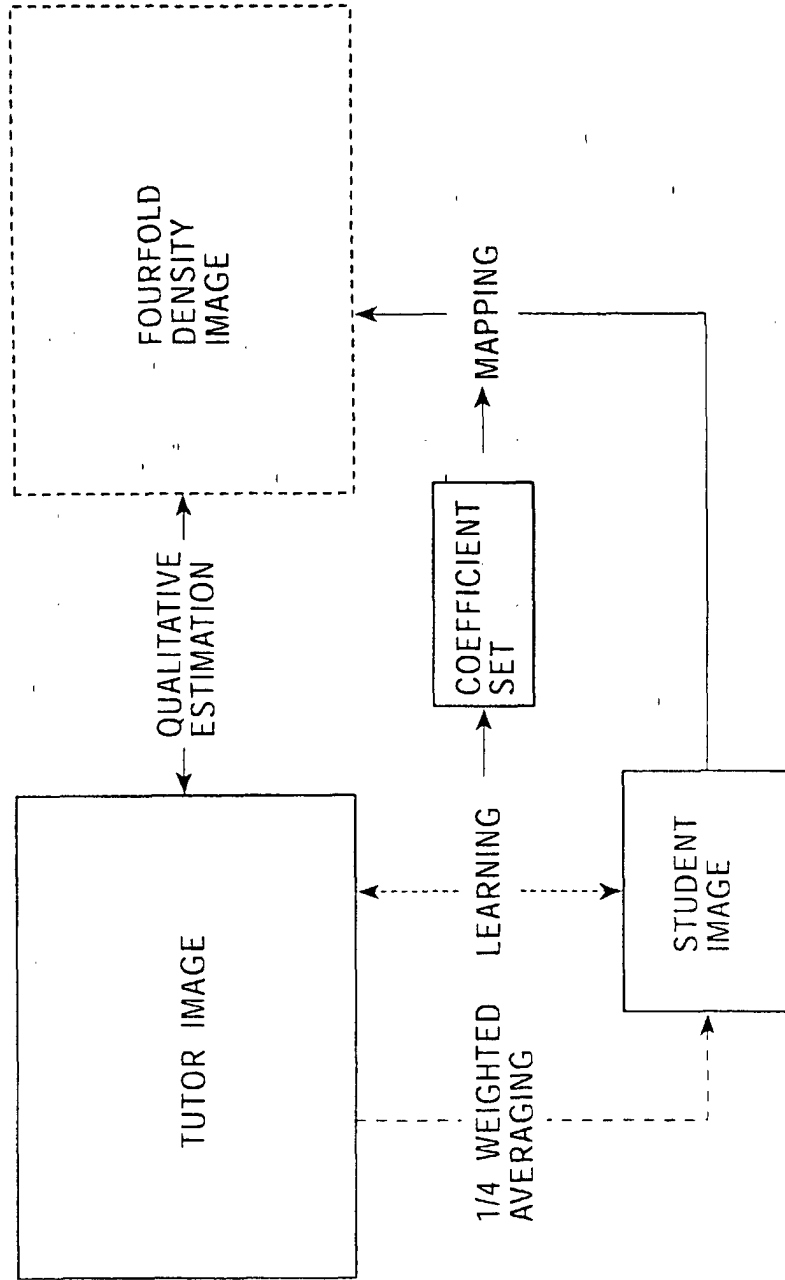 TUTOR IMAGE
QUALITATIVE
ESTIMATION
FOURFOLD
DENSITY
IMAGE
1/4 WEIGHTED
AVERAGING
LEARNING
COEFFICIENT
SET
MAPPING
STUDENT
IMAGE